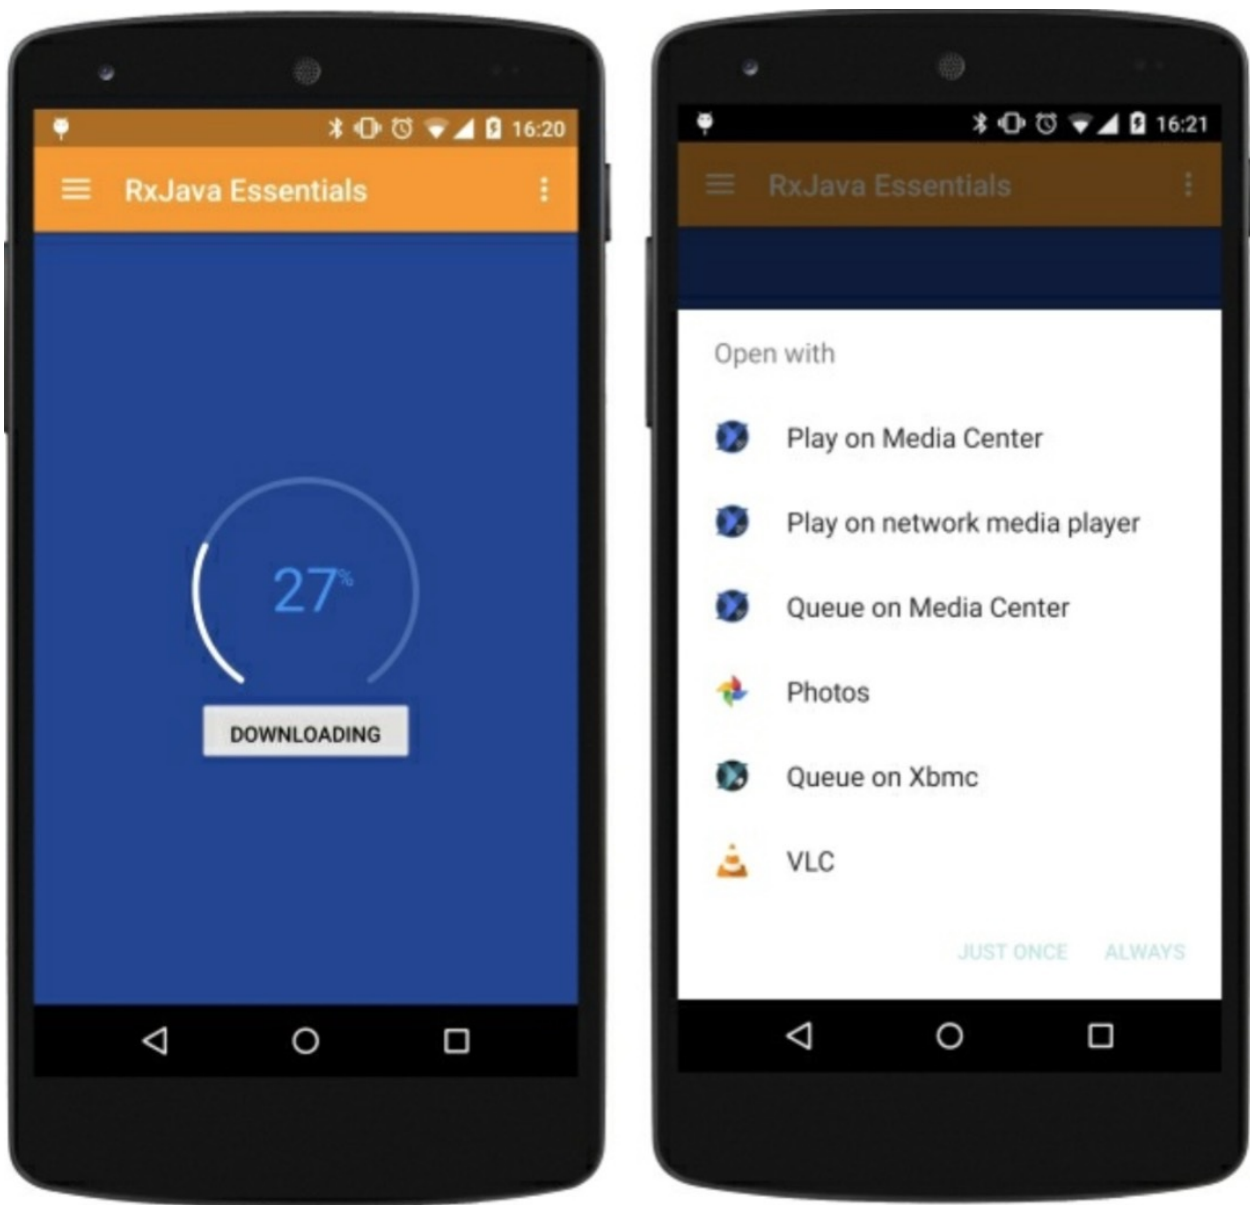 16:20
RxJava Essentials
27%
DOWNLOADING
16:21
RxJava Essentials
Open with
Play on Media Center
Play on network media player
Queue on Media Center
Photos
Queue on Xbmc
VLC
JUST ONCE ALWAYS